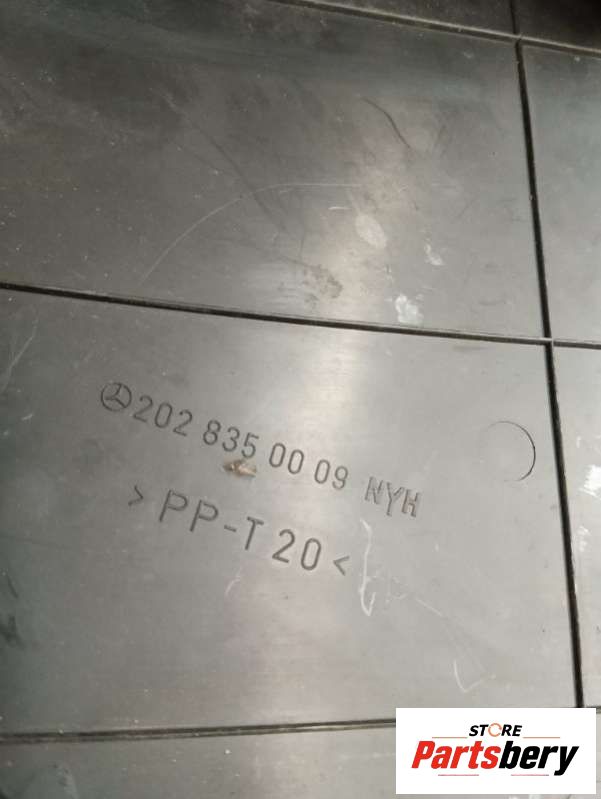 202 835 00 09 NYH
>PP-T 20<
STORE
Partsbery